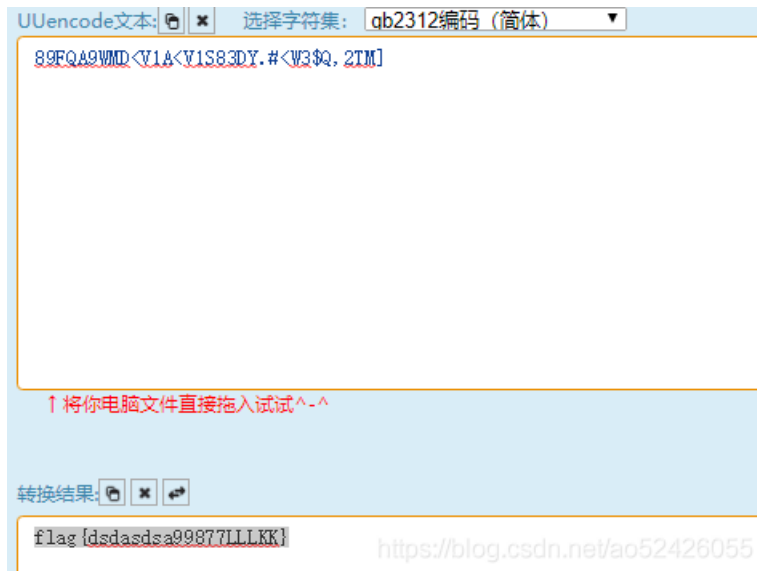 UUencode文本: 选择字符集: gb2312编码（简体）
89FQA9WMD<V1A<V1S83DY.#<W3$Q,2TM]
↑将你电脑文件直接拖入试试^-^
转换结果:
flag{dsdasdsa99877LLLKK}
https://blog.csdn.net/ao52426055